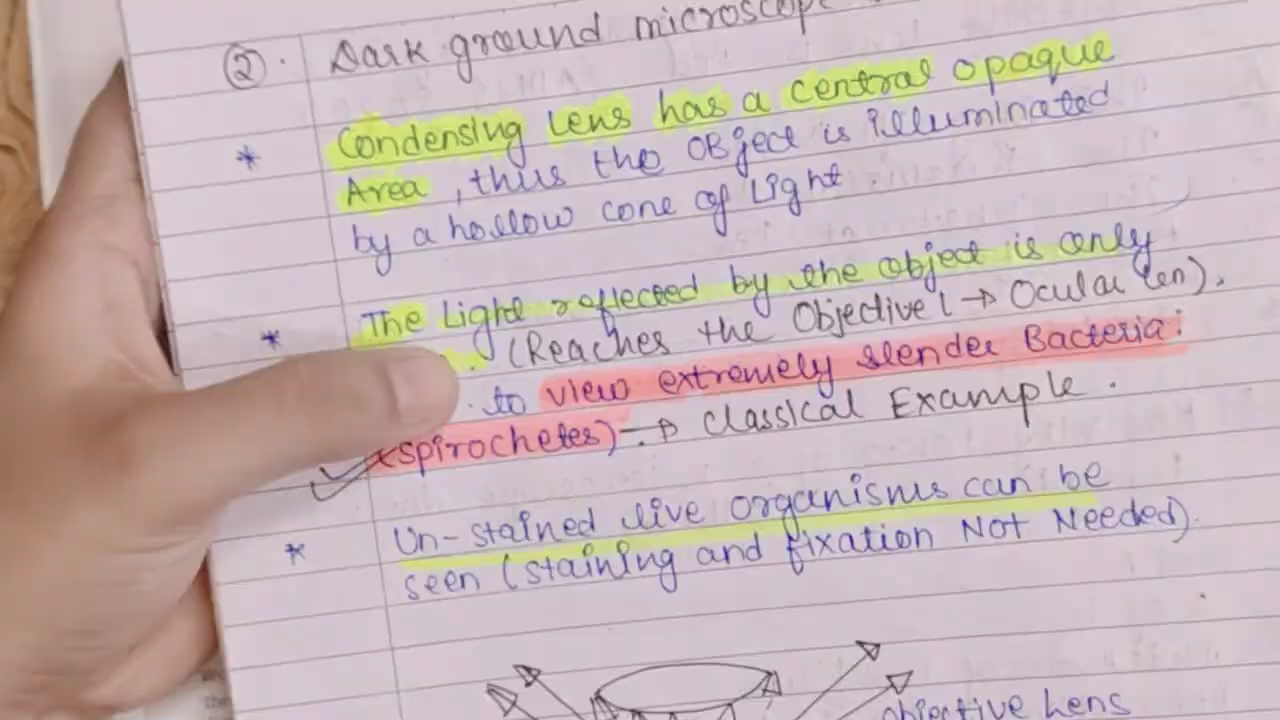 ② . Dark ground microscope
* Condensing Lens has a central opaque
Area , thus the OBject is illuminated
by a hollow cone of Light .
* The Light reflected by the object is only
. (Reaches the Objective (→ Ocular len).
. to view extremely slender Bacteria:
(spirochetes) → Classical Example .
* Un-stained live organisms can be
seen (staining and fixation Not Needed).
objective Lens